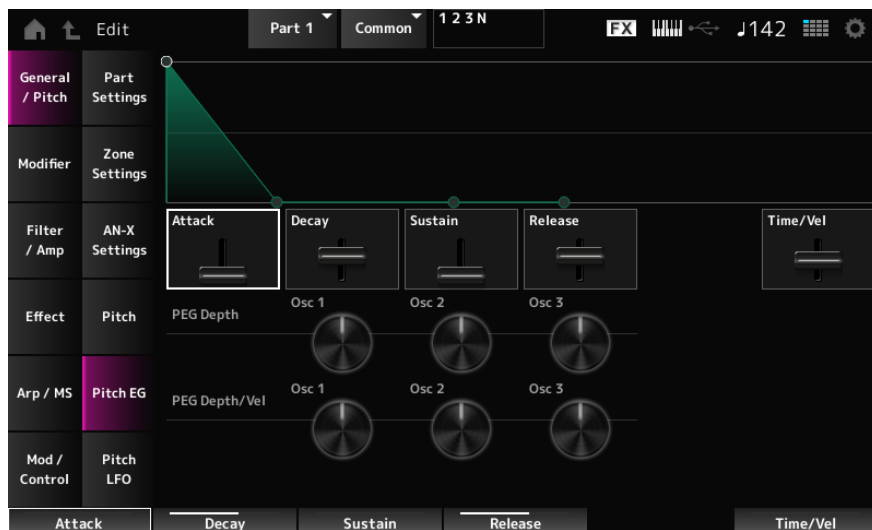 Edit
Part 1
Common
1 2 3 N
FX
♩142
General
/ Pitch
Part
Settings
Modifier
Zone
Settings
Filter
/ Amp
AN-X
Settings
Effect
Pitch
Arp / MS
Pitch EG
Mod /
Control
Pitch
LFO
Attack
Decay
Sustain
Release
Time/Vel
PEG Depth
Osc 1
Osc 2
Osc 3
PEG Depth/Vel
Osc 1
Osc 2
Osc 3
Attack
Decay
Sustain
Release
Time/Vel